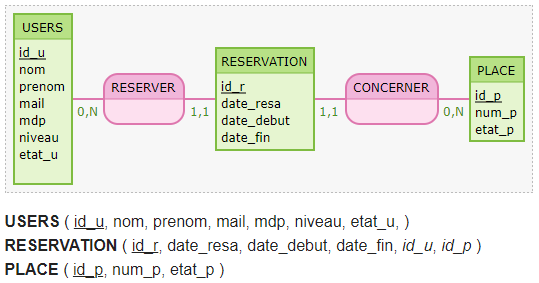 USERS
id_u
nom
prenom
mail
mdp
niveau
etat_u
0,N
RESERVER
1,1
RESERVATION
id_r
date_resa
date_debut
date_fin
1,1
CONCERNER
0,N
PLACE
id_p
num_p
etat_p
USERS ( id_u, nom, prenom, mail, mdp, niveau, etat_u, )
RESERVATION ( id_r, date_resa, date_debut, date_fin, id_u, id_p )
PLACE ( id_p, num_p, etat_p )